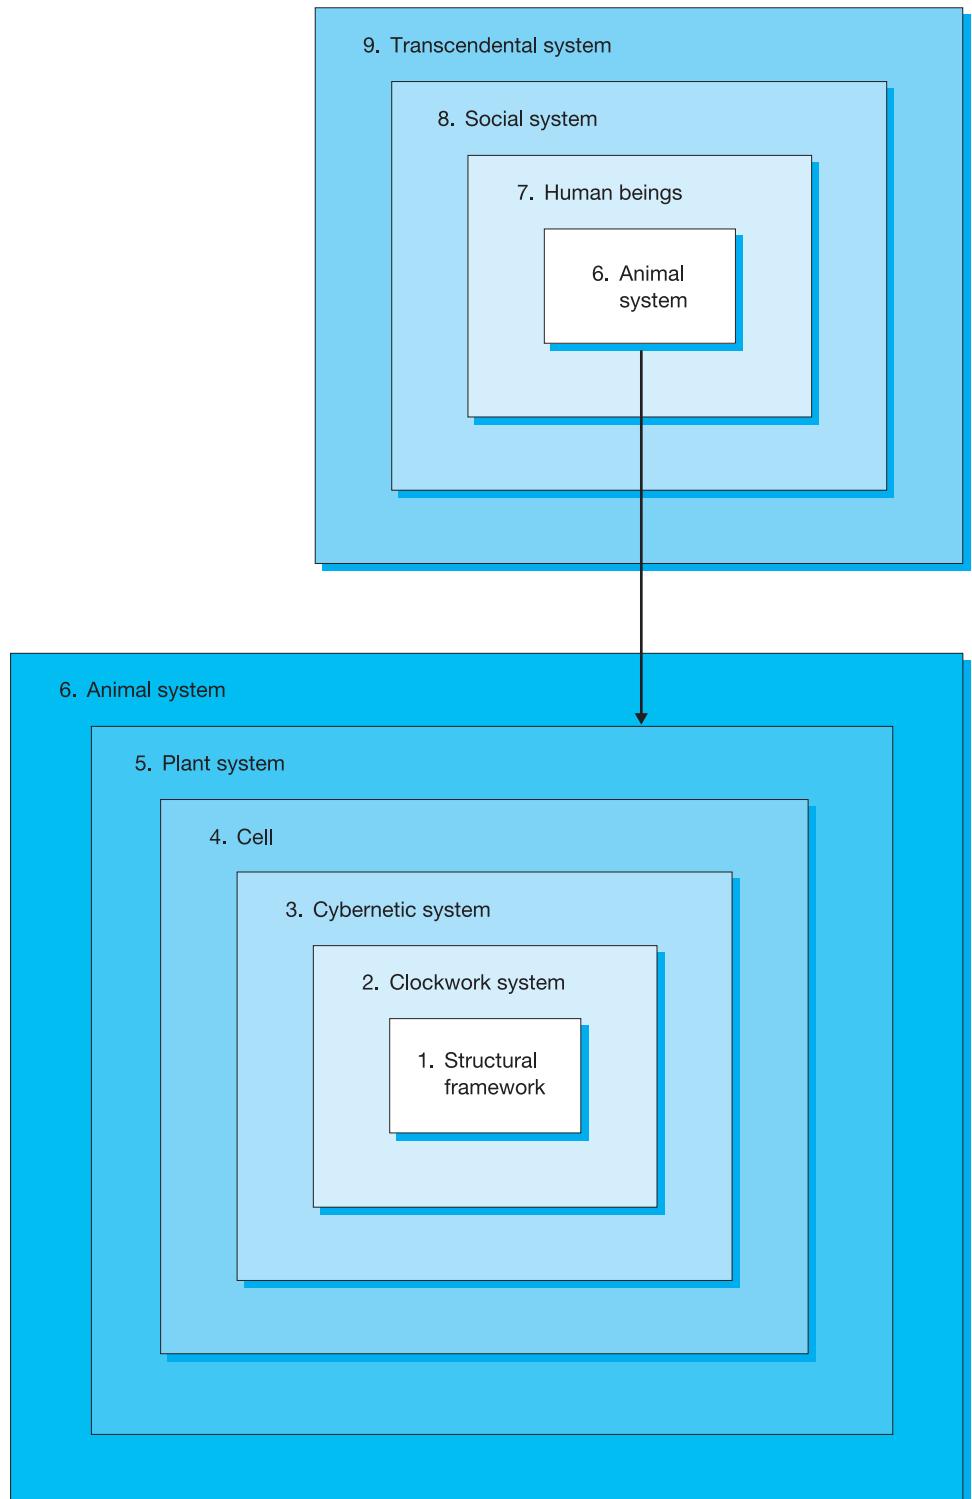 9. Transcendental system
8. Social system
7. Human beings
6. Animal
system
6. Animal system
5. Plant system
4. Cell
3. Cybernetic system
2. Clockwork system
1. Structural
framework